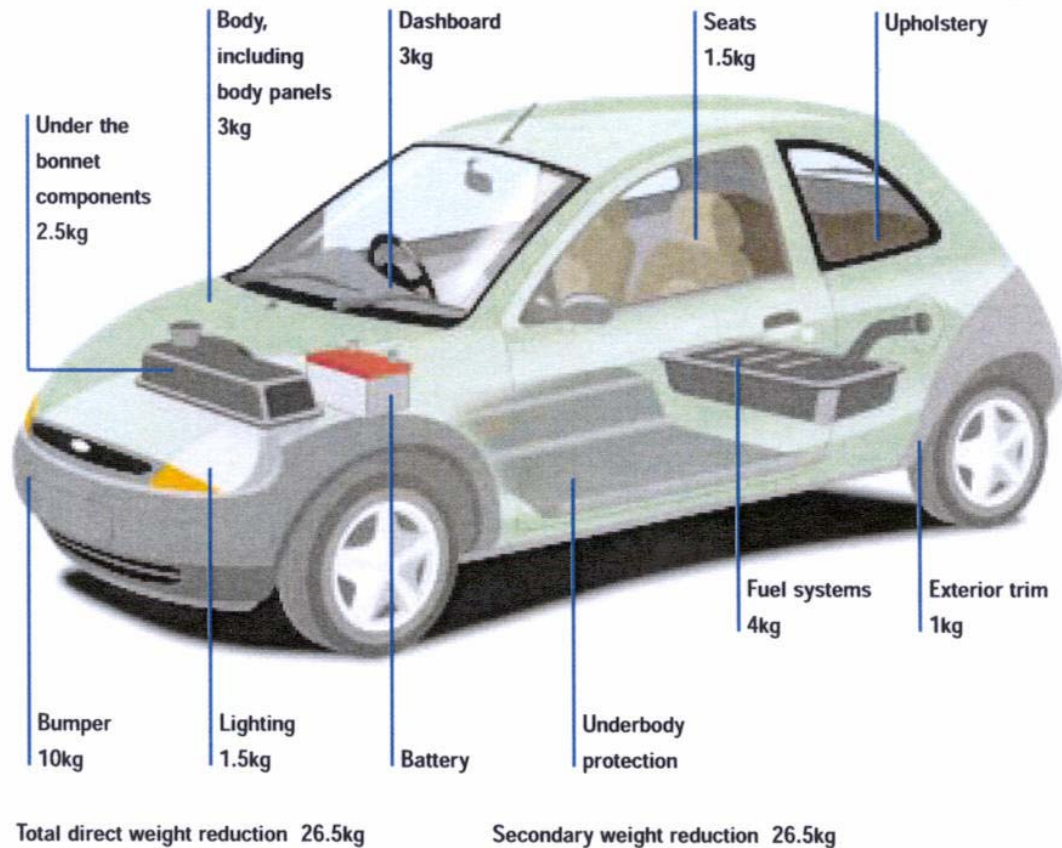 Body,
including
body panels
3kg
Dashboard
3kg
Seats
1.5kg
Upholstery
Under the
bonnet
components
2.5kg
Fuel systems
4kg
Exterior trim
1kg
Bumper
10kg
Lighting
1.5kg
Battery
Underbody
protection
Total direct weight reduction 26.5kg
Secondary weight reduction 26.5kg